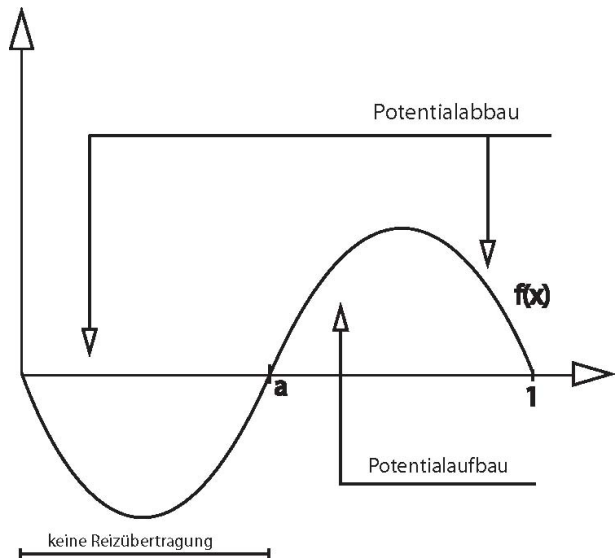 Potentialabbau
f(x)
a
1
Potentialaufbau
keine Reizübertragung